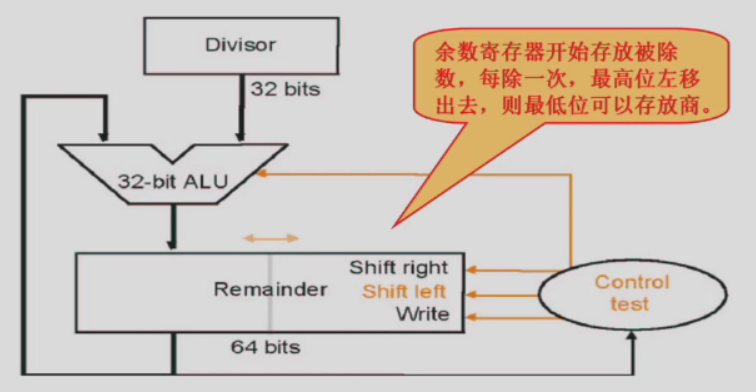 Divisor
32 bits
余数寄存器开始存放被除
数，每除一次，最高位左移
出去，则最低位可以存放商。
32-bit ALU
Shift right
Remainder
Shift left
Write
Control
test
64 bits